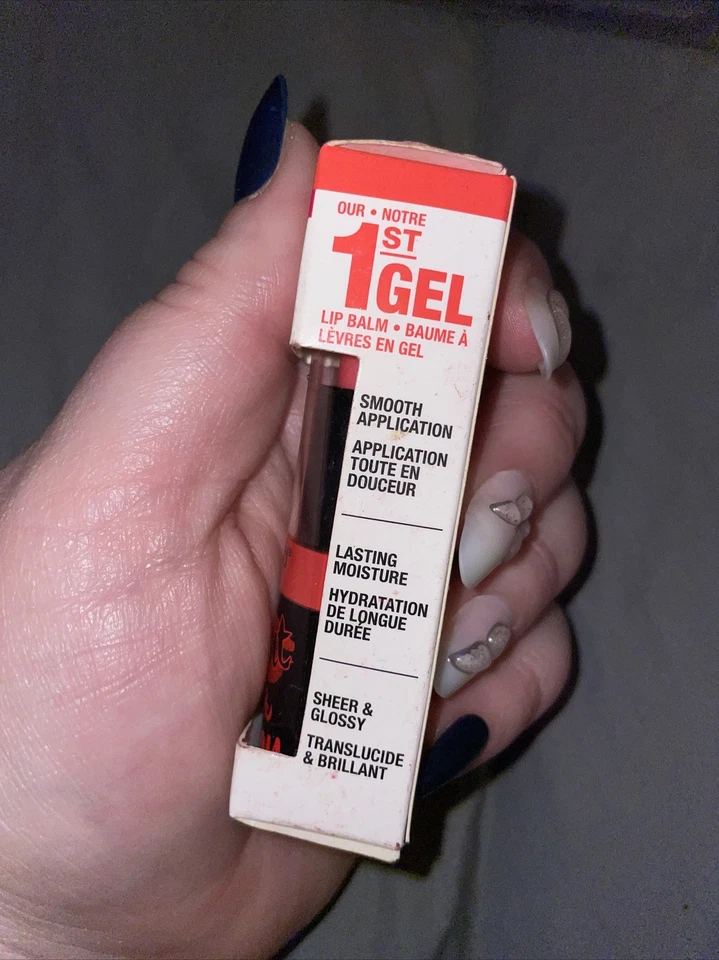 OUR • NOTRE
1ST
GEL
LIP BALM • BAUME À
LÈVRES EN GEL
SMOOTH
APPLICATION
APPLICATION
TOUTE EN
DOUCEUR
LASTING
MOISTURE
HYDRATATION
DE LONGUE
DURÉE
SHEER &
GLOSSY
TRANSLUCIDE
& BRILLANT